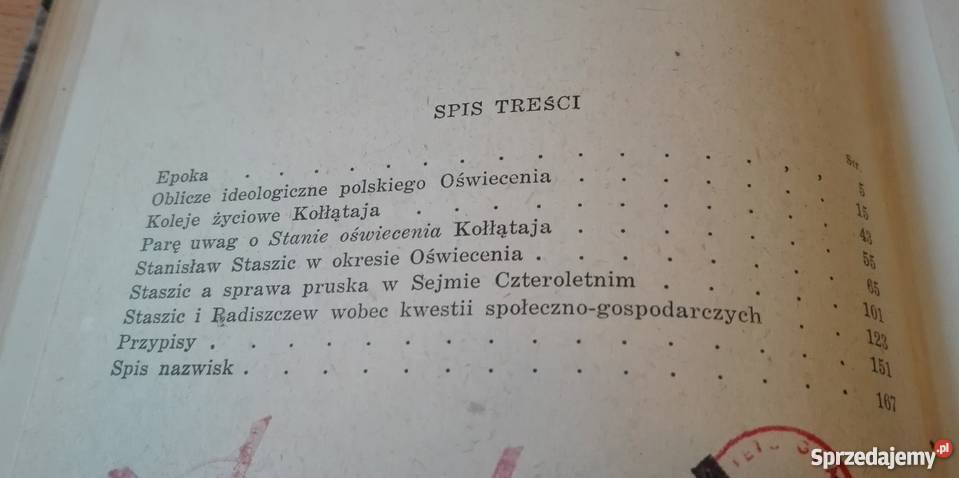 SPIS TREŚCI
Str.
Epoka . . . . . . . . . . . . . . , , 5
Oblicze ideologiczne polskiego Oświecenia . . . . . . . 15
Koleje życiowe Kołłątaja . . . . . . . . . . . . 43
Parę uwag o Stanie oświecenia Kołłątaja . . . . . . . 55
Stanisław Staszic w okresie Oświecenia . . . . . . . . 65
Staszic a sprawa pruska w Sejmie Czteroletnim . . . . . 101
Staszic i Radiszczew wobec kwestii społeczno-gospodarczych . . 123
Przypisy . . . . . . . . . . . . . . . . . 151
Spis nazwisk . . . . . . . . . . . . . . . . 167
Sprzedajemy.pl